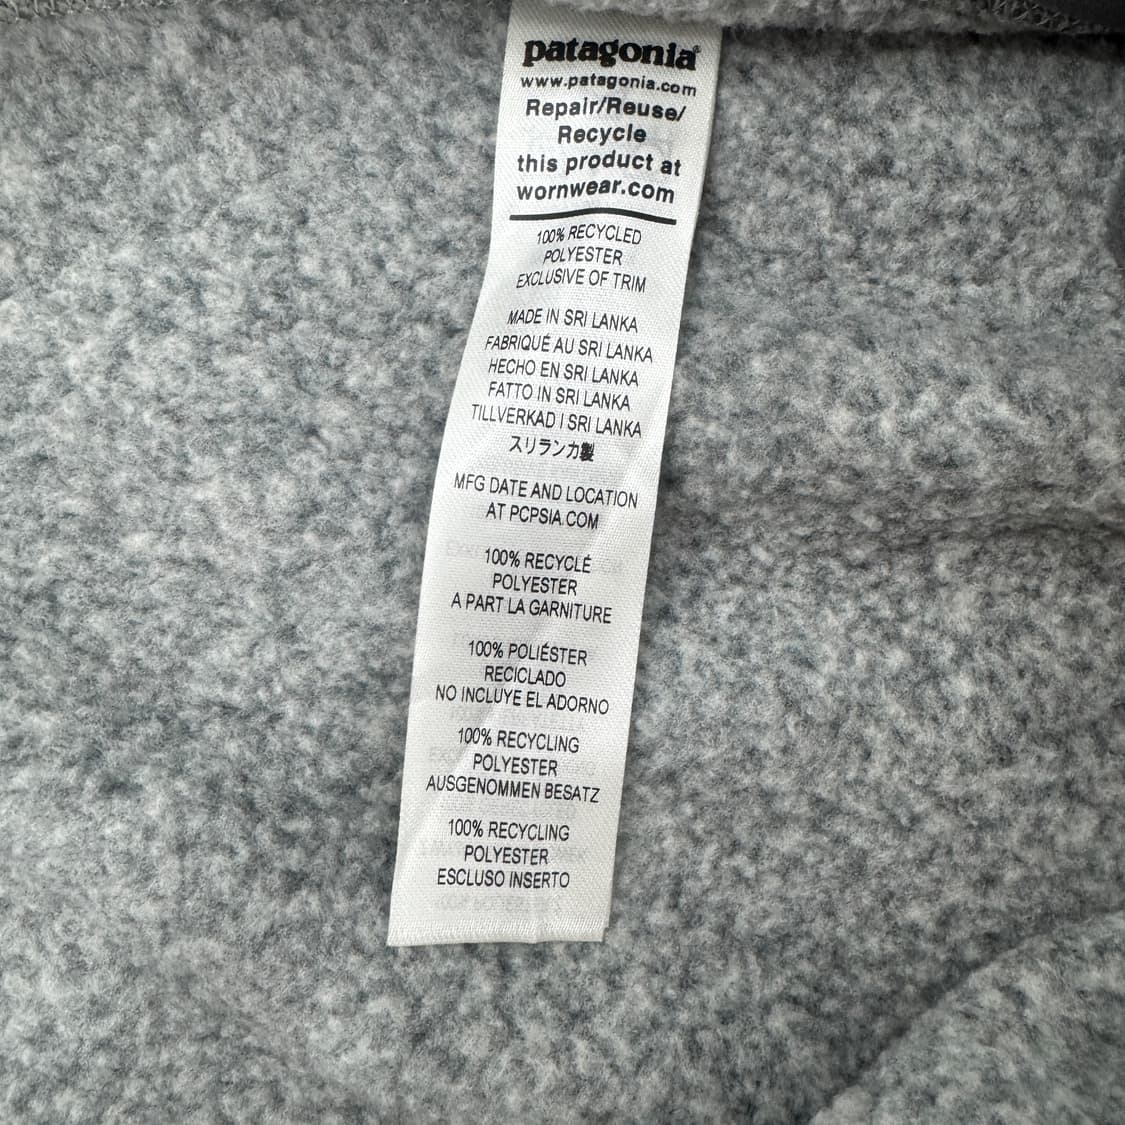 patagonia®
www.patagonia.com
Repair/Reuse/
Recycle
this product at
wornwear.com
100% RECYCLED
POLYESTER
EXCLUSIVE OF TRIM
MADE IN SRI LANKA
FABRIQUÉ AU SRI LANKA
HECHO EN SRI LANKA
FATTO IN SRI LANKA
TILLVERKAD I SRI LANKA
スリランカ製
MFG DATE AND LOCATION
AT PCPSIA.COM
100% RECYCLÉ
POLYESTER
A PART LA GARNITURE
100% POLIÉSTER
RECICLADO
NO INCLUYE EL ADORNO
100% RECYCLING
POLYESTER
AUSGENOMMEN BESATZ
100% RECYCLING
POLYESTER
ESCLUSO INSERTO